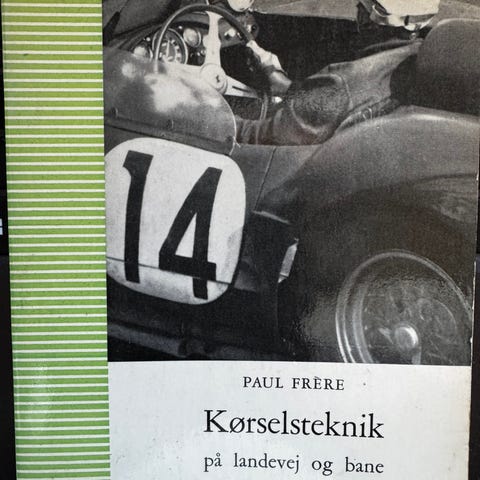 14
PAUL FRÈRE
Kørselsteknik
på landevej og bane